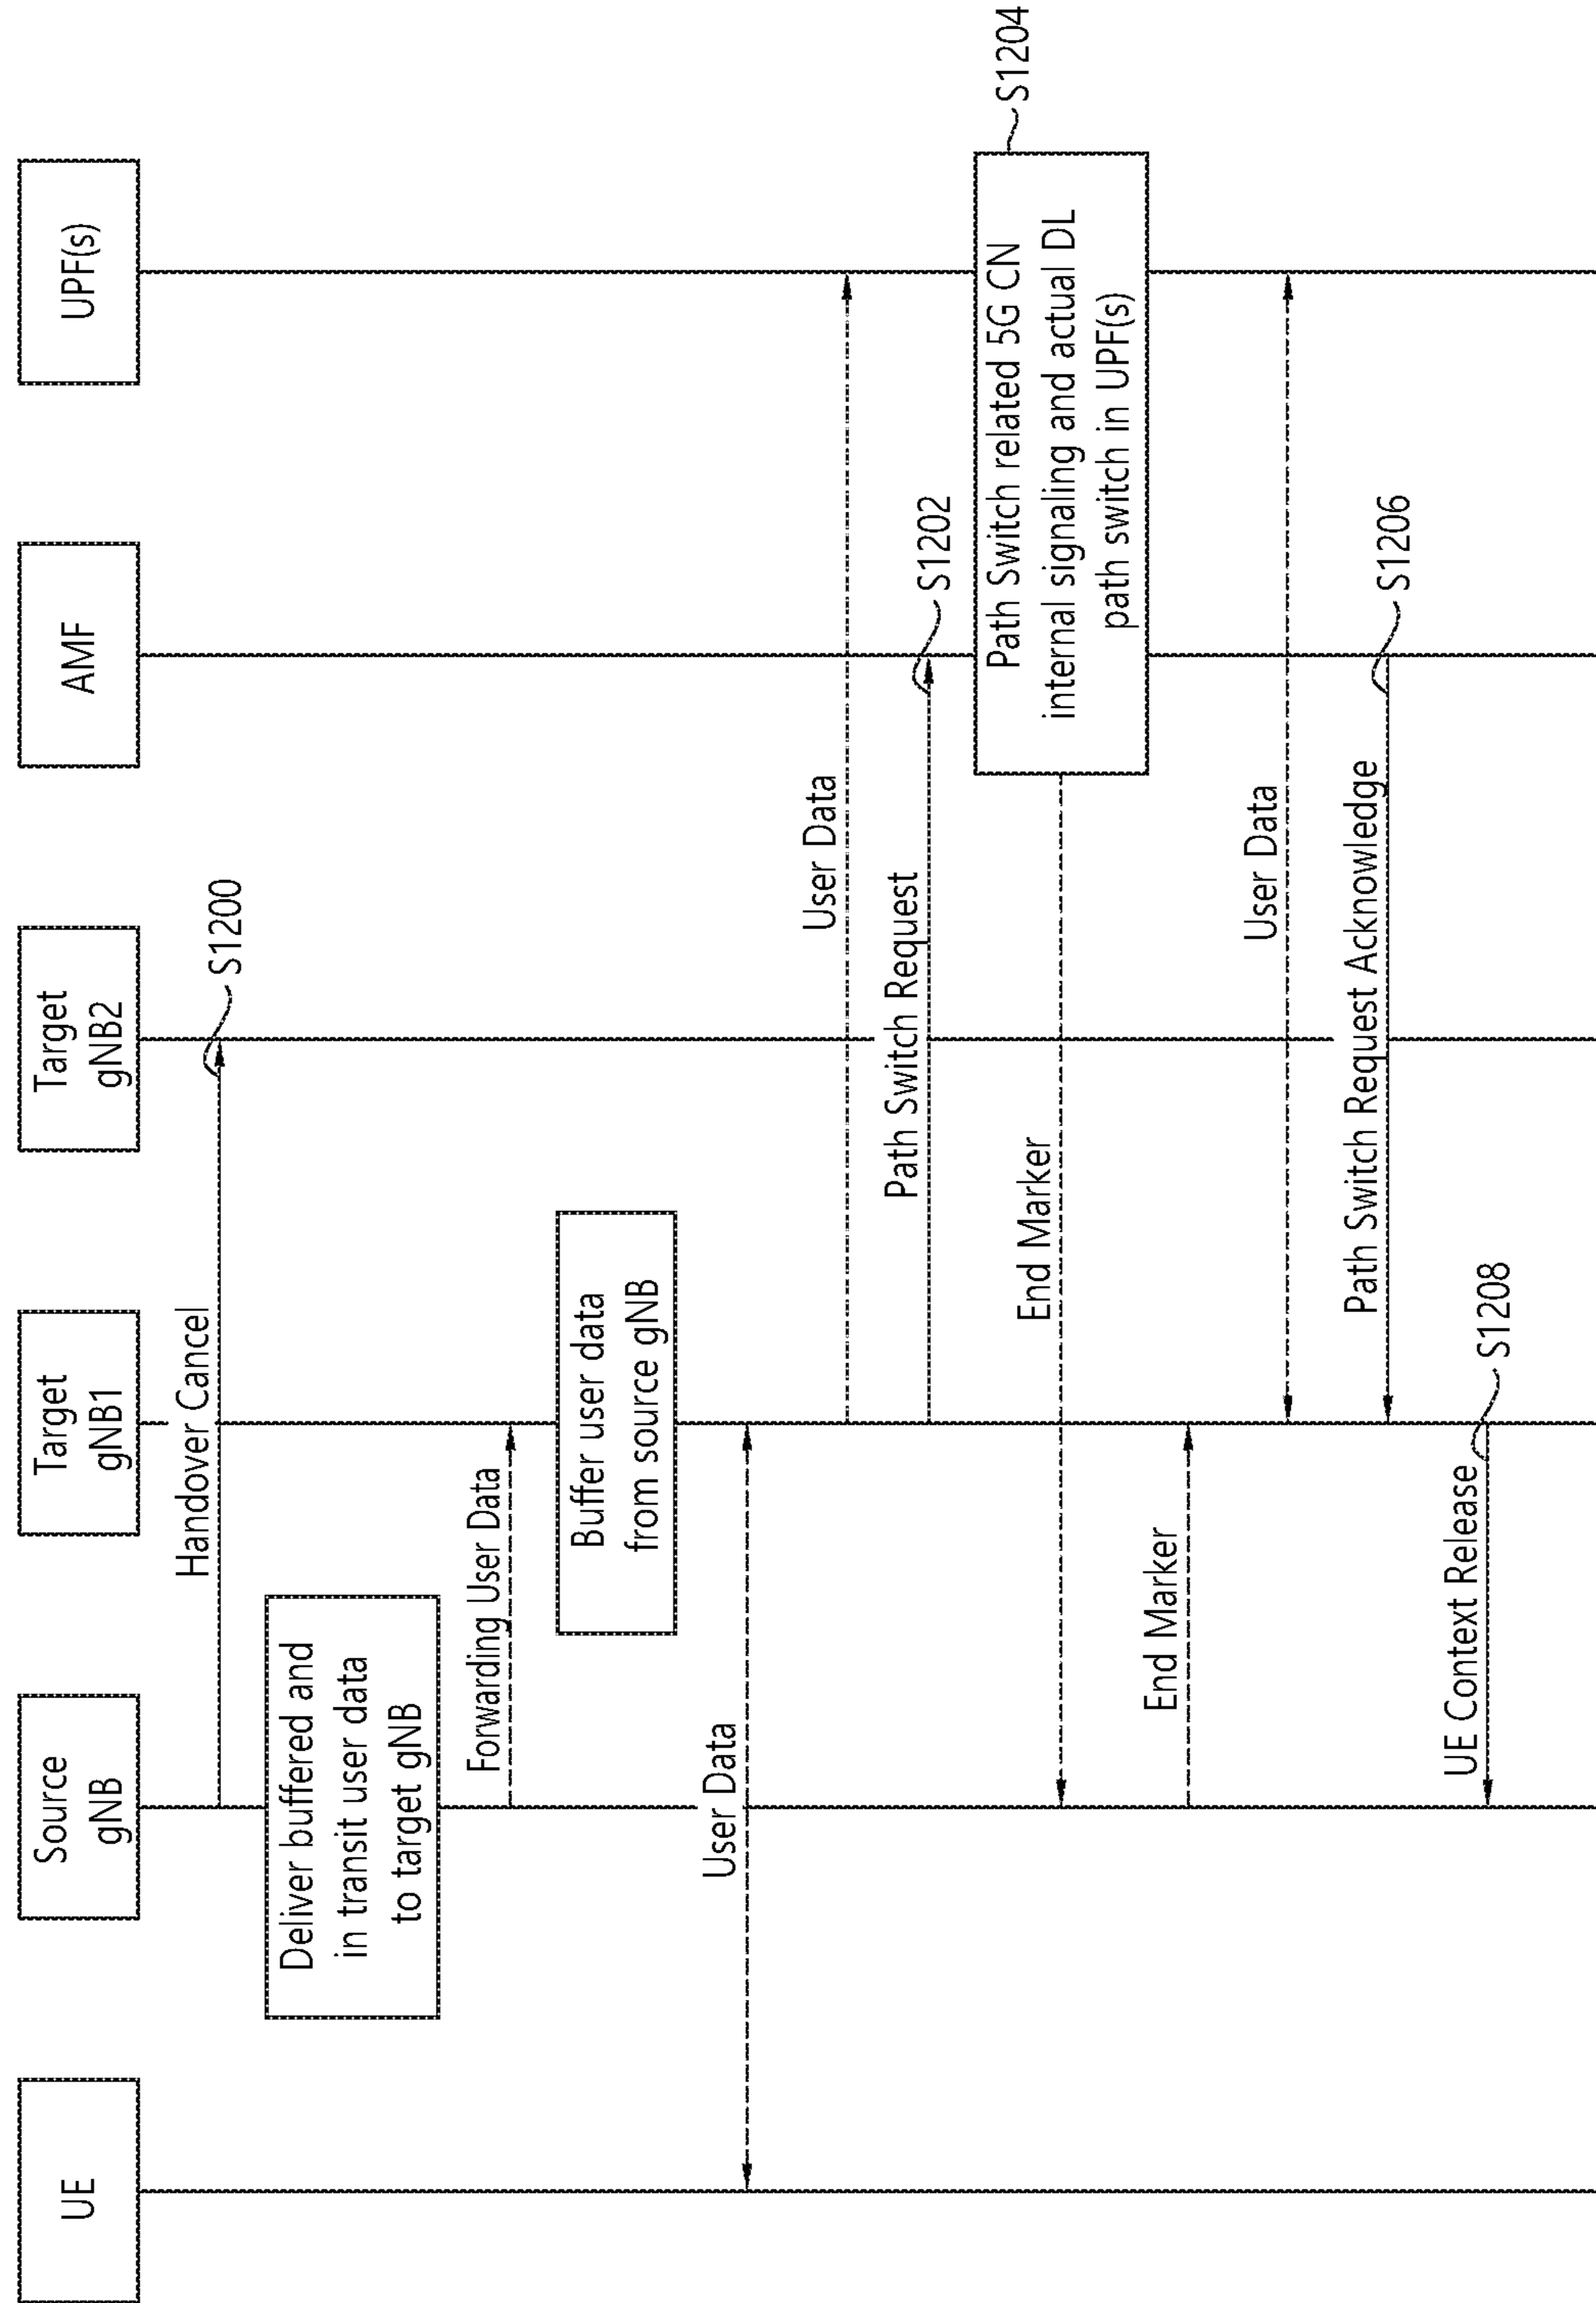 UE
Source
gNB
Target
gNB1
Target
gNB2
AMF
UPF(s)
Handover Cancel
S1200
Deliver buffered and
in transit user data
to target gNB
Forwarding User Data
Buffer user data
from source gNB
User Data
User Data
Path Switch Request
S1202
Path Switch related 5G CN
internal signaling and actual DL
path switch in UPF(s)
S1204
End Marker
End Marker
User Data
Path Switch Request Acknowledge
S1206
UE Context Release
S1208